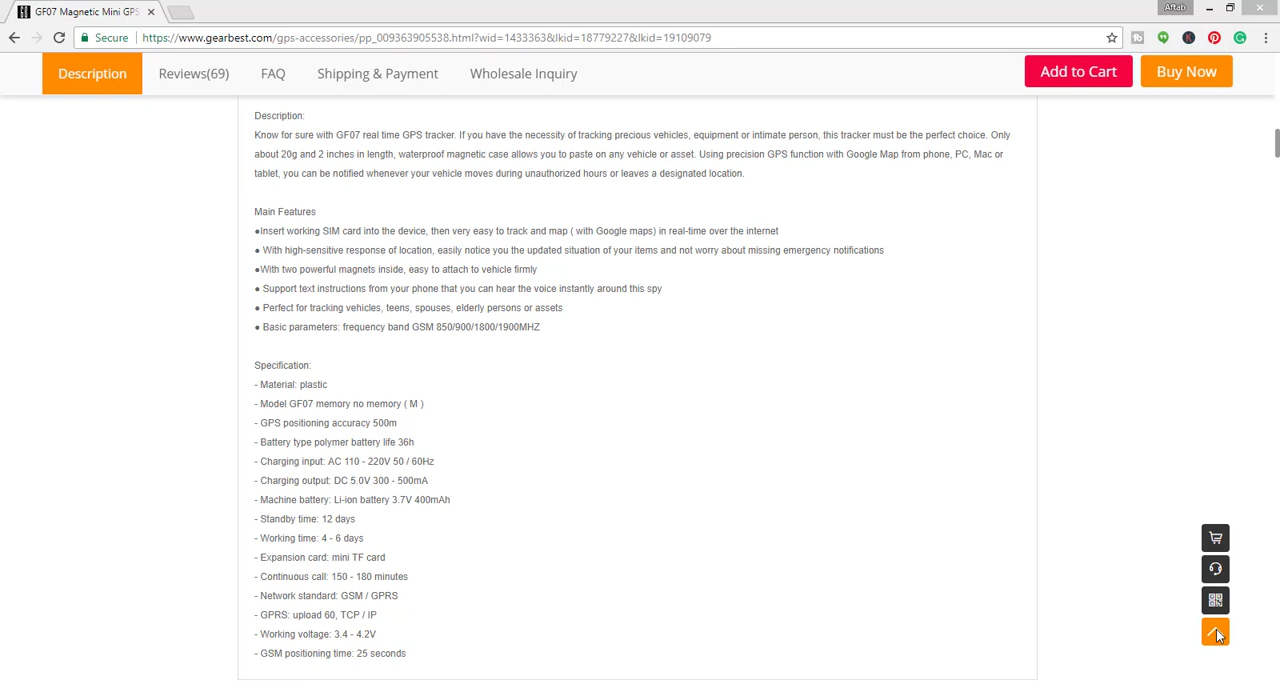 GF07 Magnetic Mini GPS
Aftab
Secure
https://www.gearbest.com/gps-accessories/pp_009363905538.html?wid=1433363&lkid=18779227&lkid=19109079
Description
Reviews(69)
FAQ
Shipping & Payment
Wholesale Inquiry
Add to Cart
Buy Now
Description:
Know for sure with GF07 real time GPS tracker. If you have the necessity of tracking precious vehicles, equipment or intimate person, this tracker must be the perfect choice. Only
about 20g and 2 inches in length, waterproof magnetic case allows you to paste on any vehicle or asset. Using precision GPS function with Google Map from phone, PC, Mac or
tablet, you can be notified whenever your vehicle moves during unauthorized hours or leaves a designated location.
Main Features
●Insert working SIM card into the device, then very easy to track and map ( with Google maps) in real-time over the internet
● With high-sensitive response of location, easily notice you the updated situation of your items and not worry about missing emergency notifications
●With two powerful magnets inside, easy to attach to vehicle firmly
● Support text instructions from your phone that you can hear the voice instantly around this spy
● Perfect for tracking vehicles, teens, spouses, elderly persons or assets
● Basic parameters: frequency band GSM 850/900/1800/1900MHZ
Specification:
- Material: plastic
- Model GF07 memory no memory ( M )
- GPS positioning accuracy 500m
- Battery type polymer battery life 36h
- Charging input: AC 110 - 220V 50 / 60Hz
- Charging output: DC 5.0V 300 - 500mA
- Machine battery: Li-ion battery 3.7V 400mAh
- Standby time: 12 days
- Working time: 4 - 6 days
- Expansion card: mini TF card
- Continuous call: 150 - 180 minutes
- Network standard: GSM / GPRS
- GPRS: upload 60, TCP / IP
- Working voltage: 3.4 - 4.2V
- GSM positioning time: 25 seconds